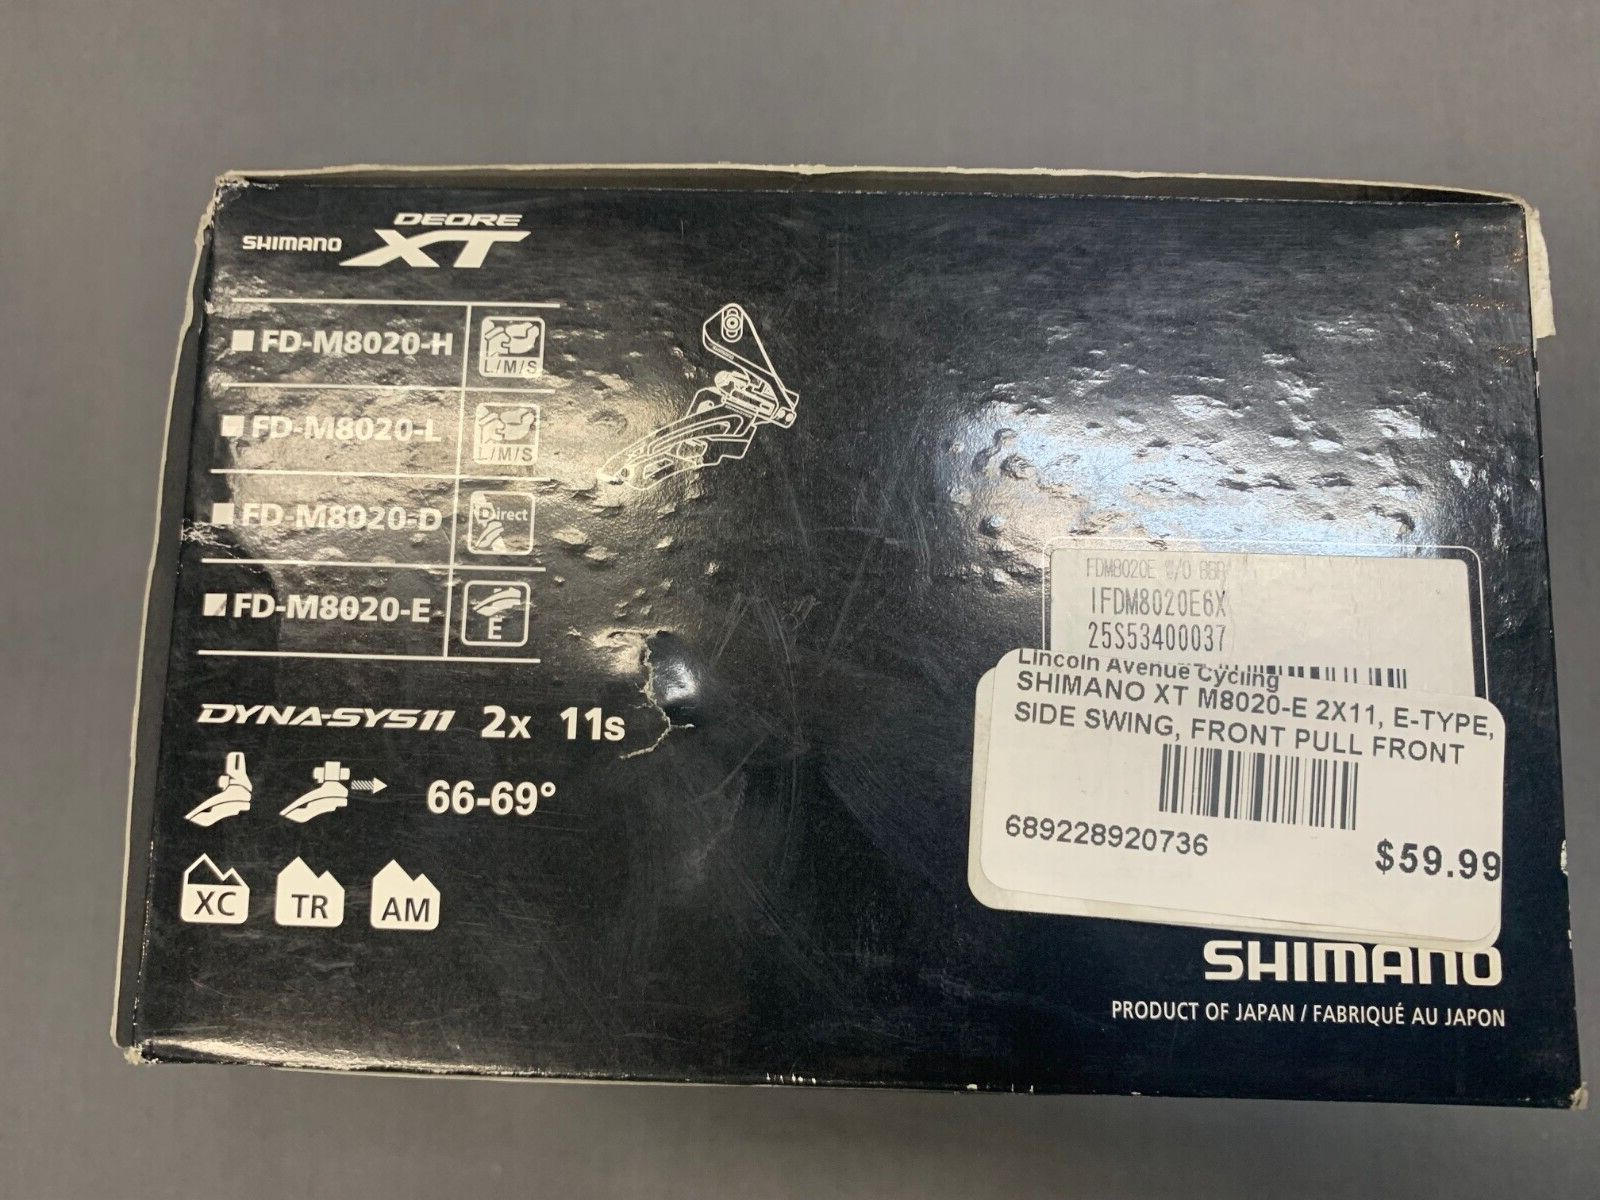 SHIMANO DEORE XT
FD-M8020-H
L/M/S
FD-M8020-L
L/M/S
FD-M8020-D
Direct
FD-M8020-E
E
DYNA-SYS11 2x 11s
66-69°
XC TR AM
FDM8020E W/O BBR
IFDM8020E6X
25S53400037
Lincoln Avenue Cycling
SHIMANO XT M8020-E 2X11, E-TYPE,
SIDE SWING, FRONT PULL FRONT
689228920736
$59.99
SHIMANO
PRODUCT OF JAPAN / FABRIQUÉ AU JAPON